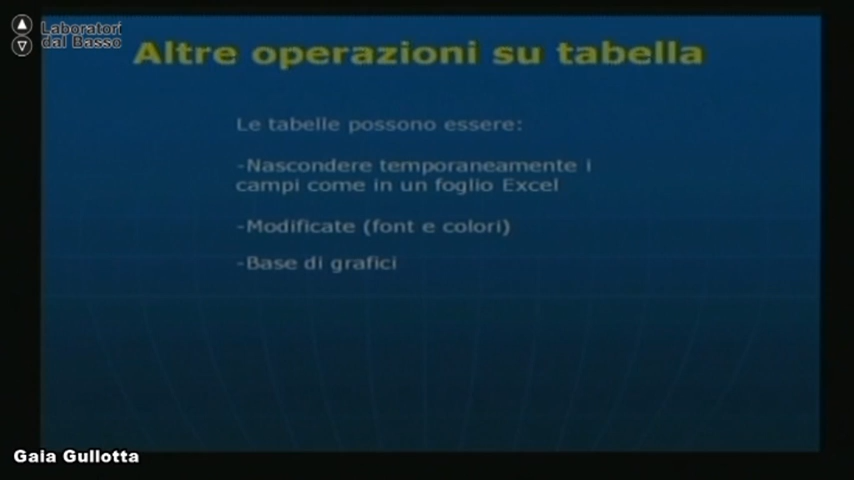 Laboratori
dal Basso
Altre operazioni su tabella
Le tabelle possono essere:
-Nascondere temporaneamente i
campi come in un foglio Excel
-Modificate (font e colori)
-Base di grafici
Gaia Gullotta